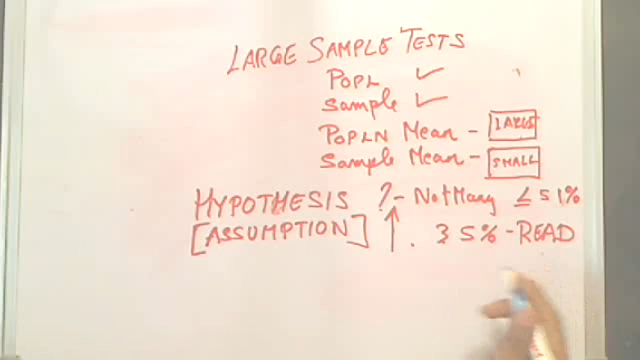 LARGE SAMPLE TESTS
POPL ✓
Sample ✓
POPLN Mean - LARGE
Sample Mean - SMALL
HYPOTHESIS ?- Not Many ≤ 51%
[ASSUMPTION] ↑. 35% - READ